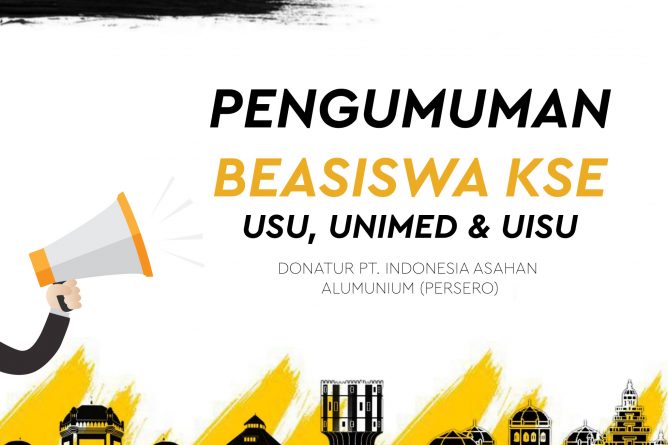 PENGUMUMAN
BEASISWA KSE
USU, UNIMED & UISU
DONATUR PT. INDONESIA ASAHAN
ALUMUNIUM (PERSERO)